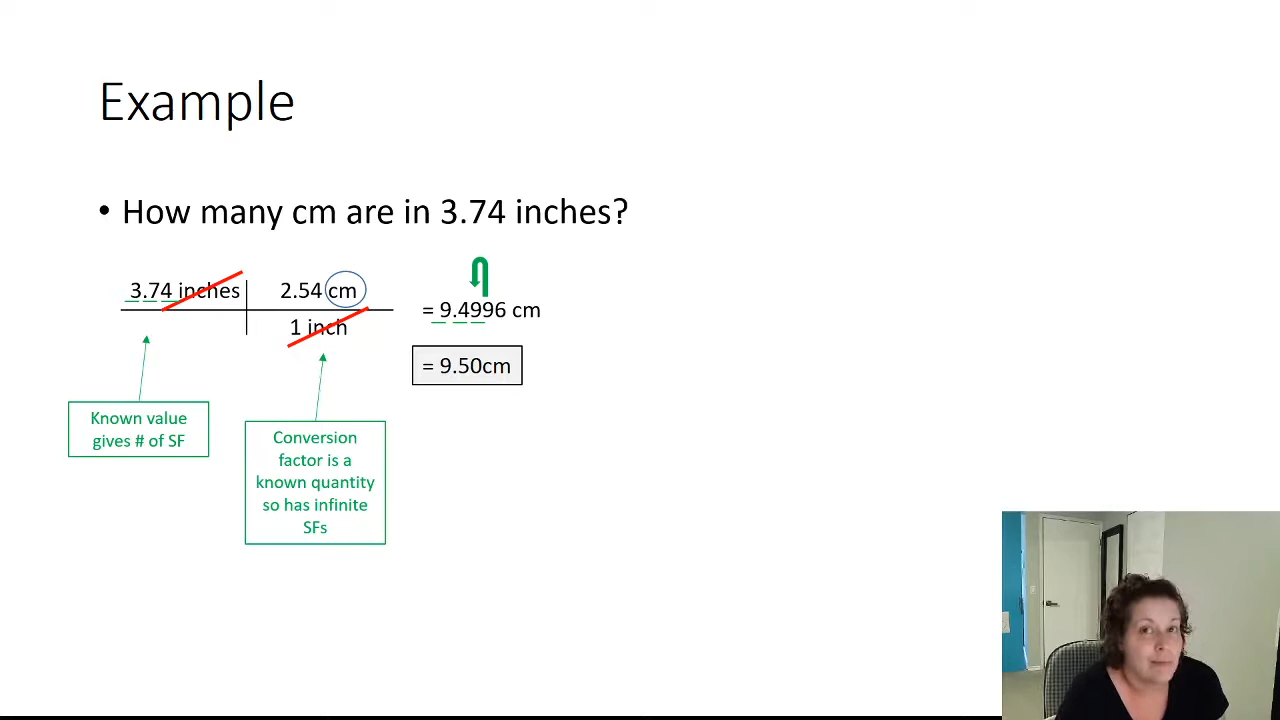 Example
• How many cm are in 3.74 inches?
3.74 inches 2.54 cm
= 9.4996 cm
1 inch
= 9.50cm
Known value
gives # of SF
Conversion
factor is a
known quantity
so has infinite
SFs